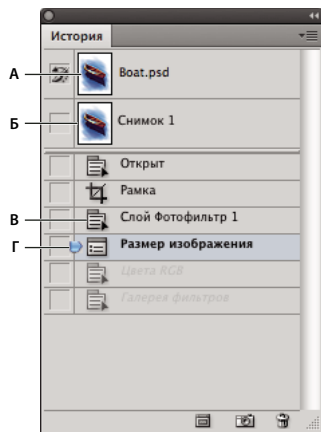 История
А
Boat.psd
Б
Снимок 1
Открыт
Рамка
В
Слой Фотофильтр 1
Г
Размер изображения
Цвета RGB
Галерея фильтров